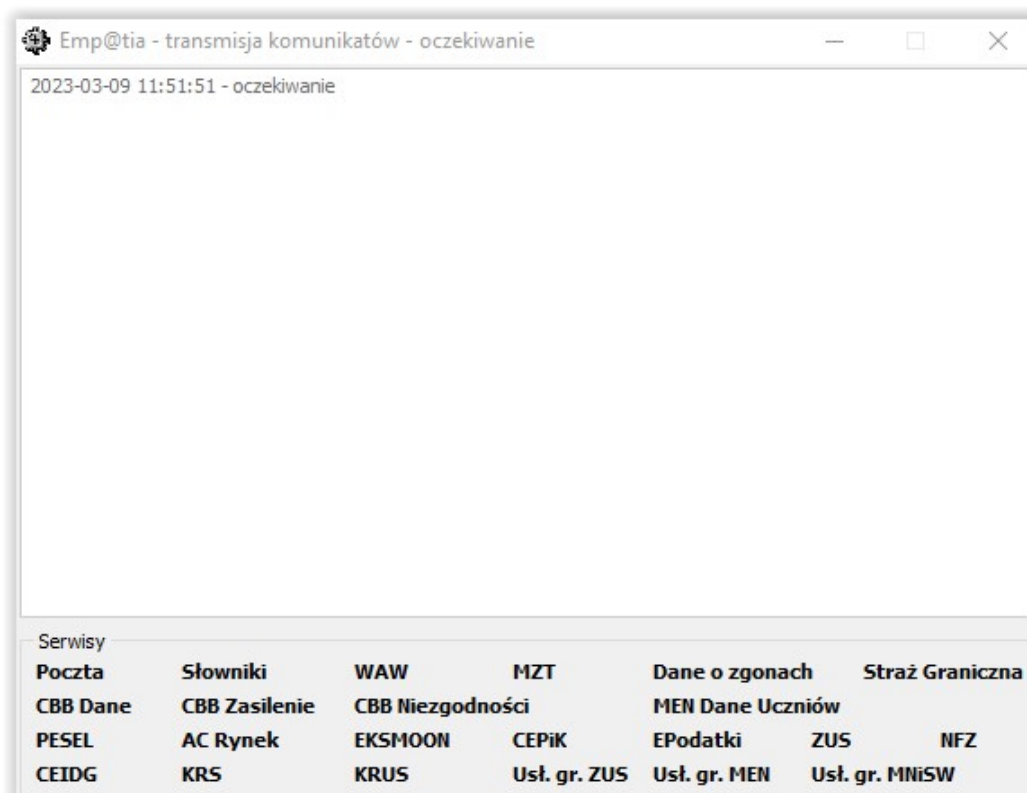 Emp@tia - transmisja komunikatów - oczekiwanie
2023-03-09 11:51:51 - oczekiwanie
Serwisy
Poczta Słowniki WAW MZT Dane o zgonach Straż Graniczna
CBB Dane CBB Zasilenie CBB Niezgodności MEN Dane Uczniów
PESEL AC Rynek EKSMOON CEPiK EPodatki ZUS NFZ
CEIDG KRS KRUS Usł. gr. ZUS Usł. gr. MEN Usł. gr. MNiSW